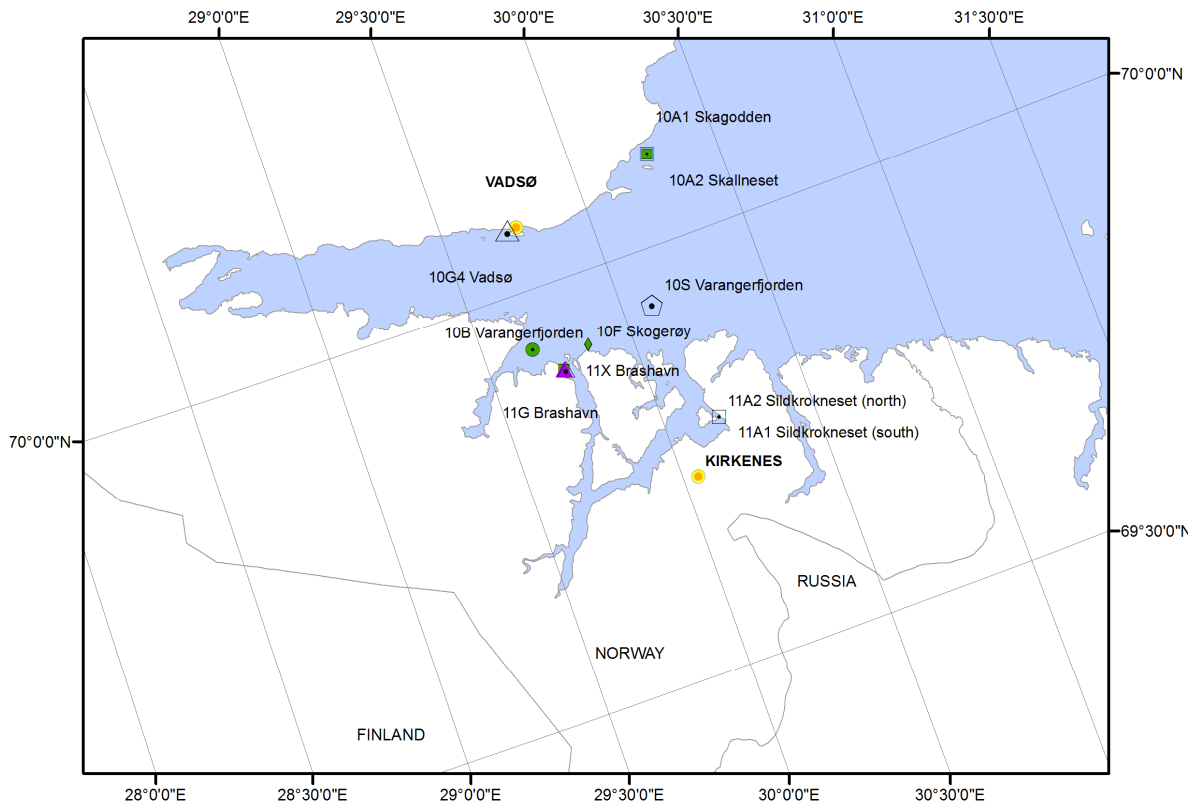 29°0'0"E
29°30'0"E
30°0'0"E
30°30'0"E
31°0'0"E
31°30'0"E
70°0'0"N
10A1 Skagodden
VADSØ
10A2 Skallneset
10G4 Vadsø
10S Varangerfjorden
10B Varangerfjorden
10F Skogerøy
11X Brashavn
11G Brashavn
11A2 Sildkrokneset (north)
11A1 Sildkrokneset (south)
70°0'0"N
KIRKENES
69°30'0"N
RUSSIA
NORWAY
FINLAND
28°0'0"E
28°30'0"E
29°0'0"E
29°30'0"E
30°0'0"E
30°30'0"E